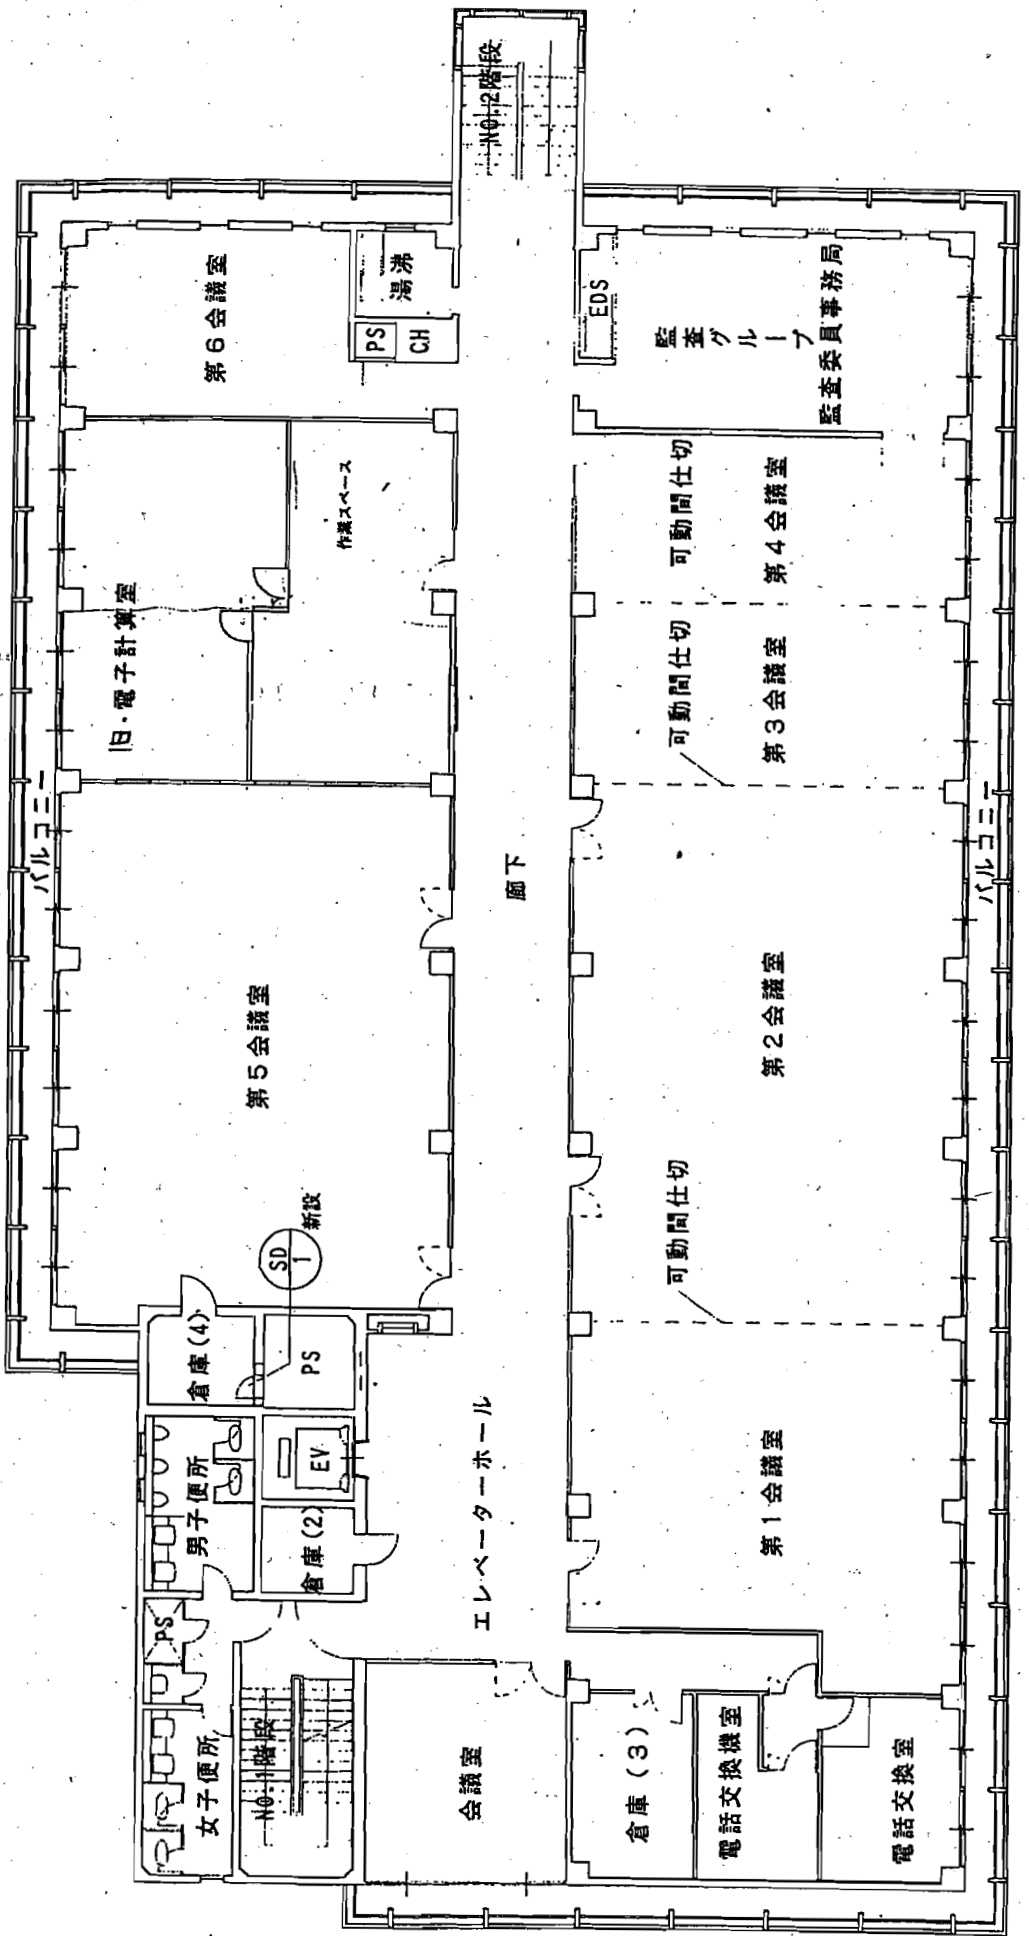 NO.2階段
第6会議室
湯沸
PS
CH
EDS
監査グループ
監査委員事務局
作業スペース
旧・電子計算室
可動間仕切
第4会議室
可動間仕切
第3会議室
バルコニー
バルコニー
廊下
第5会議室
第2会議室
可動間仕切
SD
1
新設
倉庫(4)
PS
男子便所
EV
倉庫(2)
エレベーターホール
第1会議室
PS
女子便所
NO.1階段
会議室
倉庫(3)
電話交換機室
電話交換室